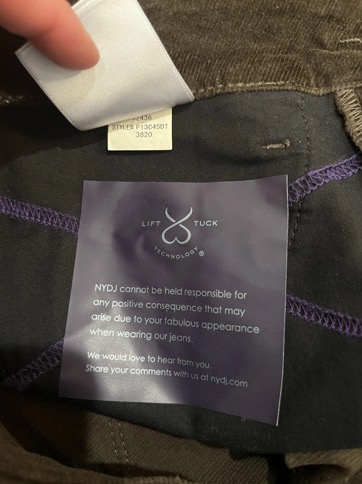 STYLE# P13C45DT
3820
LIFT TUCK
TECHNOLOGY®
NYDJ cannot be held responsible for
any positive consequence that may
arise due to your fabulous appearance
when wearing our jeans.
We would love to hear from you.
Share your comments with us at nydj.com